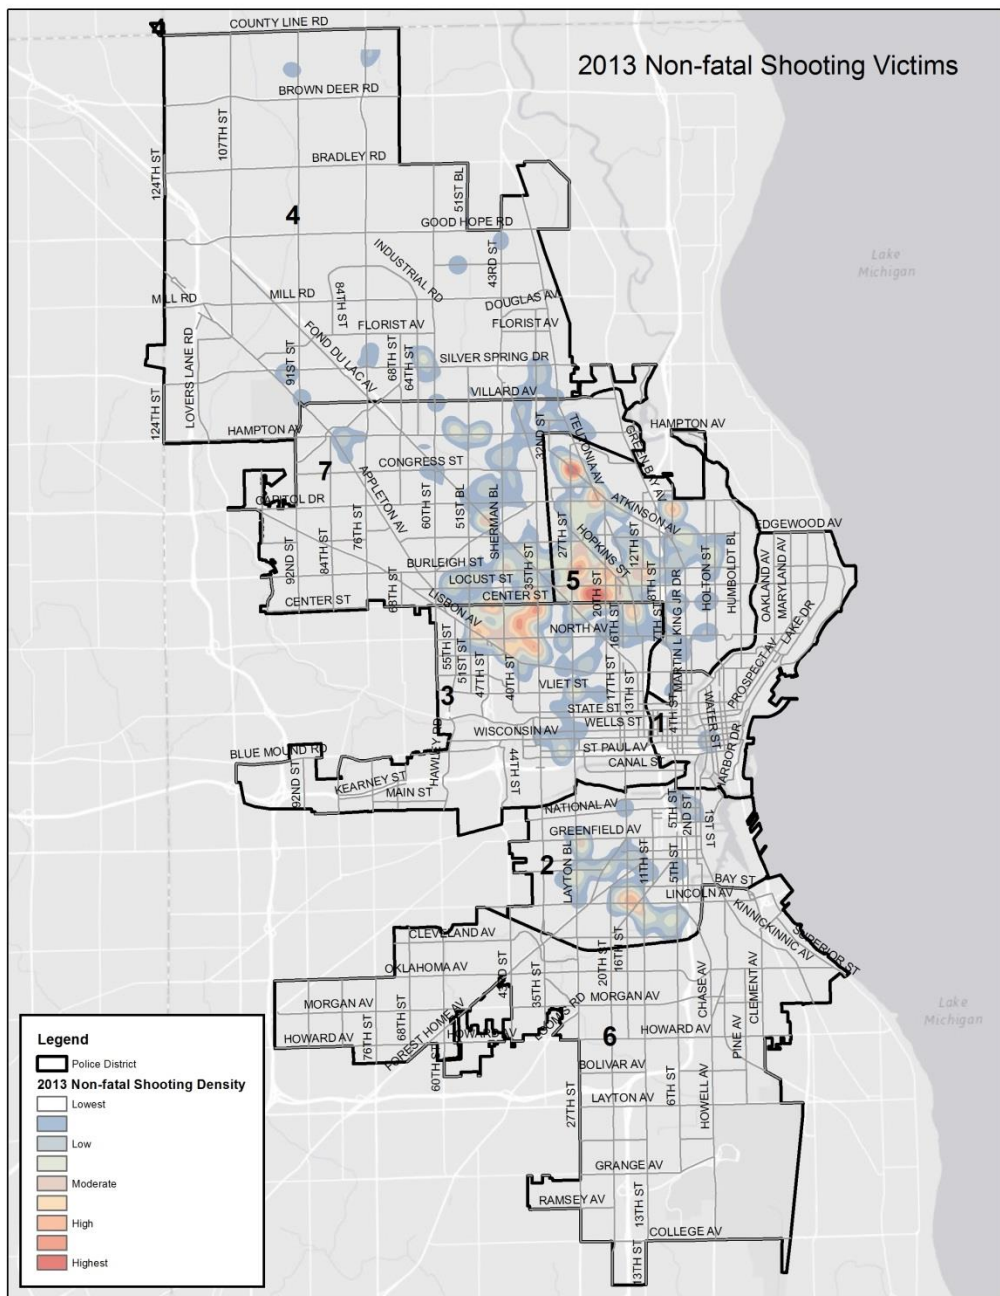 COUNTY LINE RD
2013 Non-fatal Shooting Victims
BROWN DEER RD
107TH ST
124TH ST
BRADLEY RD
51ST BL
4
GOOD HOPE RD
Lake
Michigan
INDUSTRIAL RD
43RD ST
MILL RD
MILL RD
84TH ST
DOUGLAS AV
FLORIST AV
FLORIST AV
LOVERS LANE RD
FOND DU LAC AV
91ST ST
68TH ST
64TH ST
SILVER SPRING DR
124TH ST
VILLARD AV
HAMPTON AV
32ND ST
TEUTONIA AV
GREEN BAY AV
HAMPTON AV
7
CONGRESS ST
APPLETON AV
CAPITOL DR
60TH ST
51ST BL
SHERMAN BL
ATKINSON AV
76TH ST
EDGEWOOD AV
92ND ST
84TH ST
BURLEIGH ST
35TH ST
27TH ST
HOPKINS ST
12TH ST
HOLTON ST
HUMBOLDT BL
OAKLAND AV
MARYLAND AV
LOCUST ST
5
20TH ST
8TH ST
CENTER ST
68TH ST
CENTER ST
LISBON AV
NORTH AV
16TH ST
7TH ST
MARTIN L KING JR DR
LAKE DR
PROSPECT AV
55TH ST
51ST ST
47TH ST
40TH ST
VLIET ST
17TH ST
13TH ST
3
STATE ST
1
4TH ST
WATER ST
WELLS ST
WISCONSIN AV
HAWLEY RD
ST PAUL AV
HARBOR DR
BLUE MOUND RD
92ND ST
KEARNEY ST
44TH ST
CANAL ST
MAIN ST
NATIONAL AV
5TH ST
2ND ST
1ST ST
GREENFIELD AV
2
LAYTON BL
11TH ST
5TH ST
BAY ST
LINCOLN AV
KINNICKINNIC AV
SUPERIOR ST
CLEVELAND AV
20TH ST
16TH ST
OKLAHOMA AV
43RD ST
35TH ST
CHASE AV
CLEMENT AV
MORGAN AV
MORGAN AV
68TH ST
FOREST HOME AV
LOOMIS RD
Lake
Michigan
HOWARD AV
76TH ST
HOWARD AV
6
HOWARD AV
PINE AV
60TH ST
BOLIVAR AV
27TH ST
LAYTON AV
6TH ST
HOWELL AV
GRANGE AV
RAMSEY AV
13TH ST
COLLEGE AV
13TH ST
Legend
Police District
2013 Non-fatal Shooting Density
Lowest
Low
Moderate
High
Highest